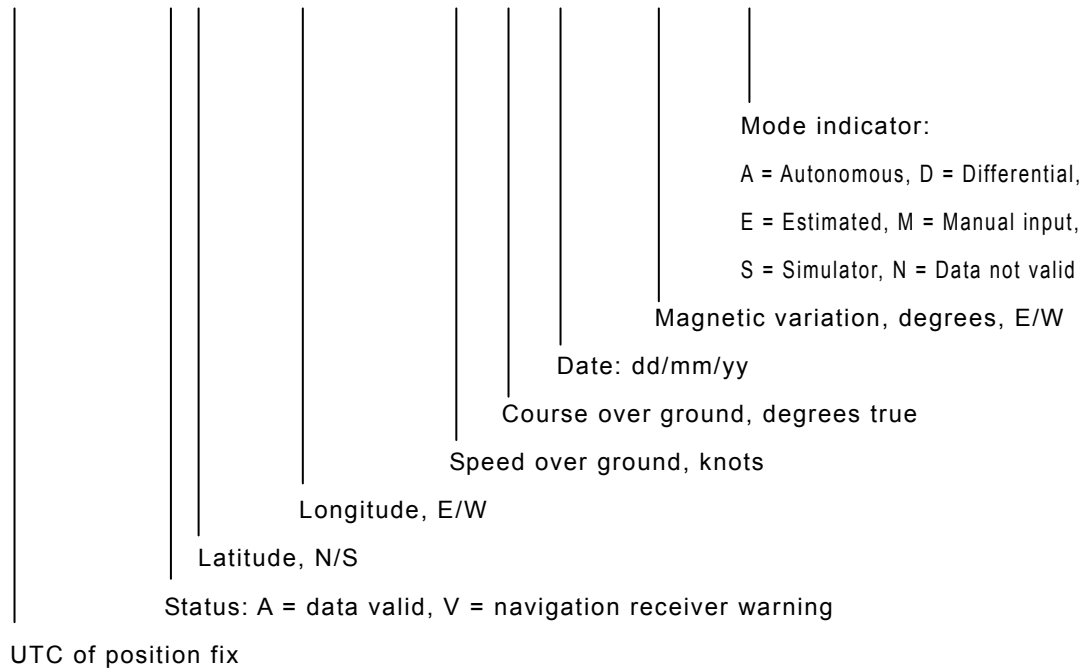 Mode indicator:
A = Autonomous, D = Differential,
E = Estimated, M = Manual input,
S = Simulator, N = Data not valid
Magnetic variation, degrees, E/W
Date: dd/mm/yy
Course over ground, degrees true
Speed over ground, knots
Longitude, E/W
Latitude, N/S
Status: A = data valid, V = navigation receiver warning
UTC of position fix